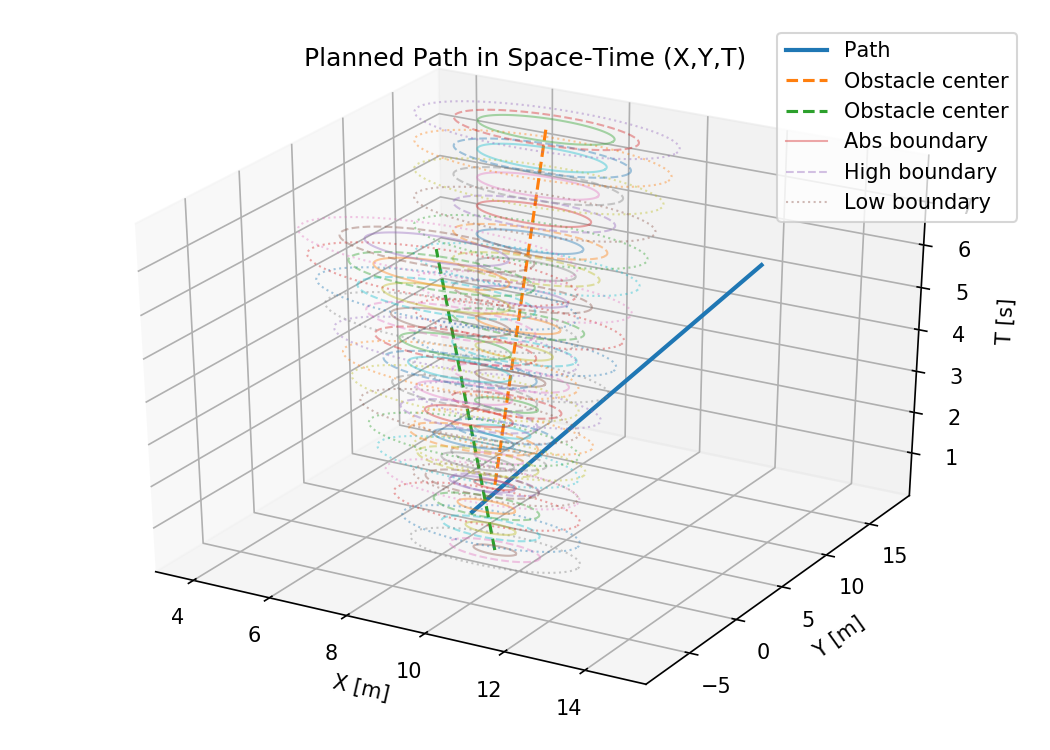 Planned Path in Space-Time (X,Y,T)
Path
Obstacle center
Obstacle center
Abs boundary
High boundary
Low boundary
6
5
4
3
2
1
T [s]
15
10
5
0
−5
Y [m]
4
6
8
10
12
14
X [m]